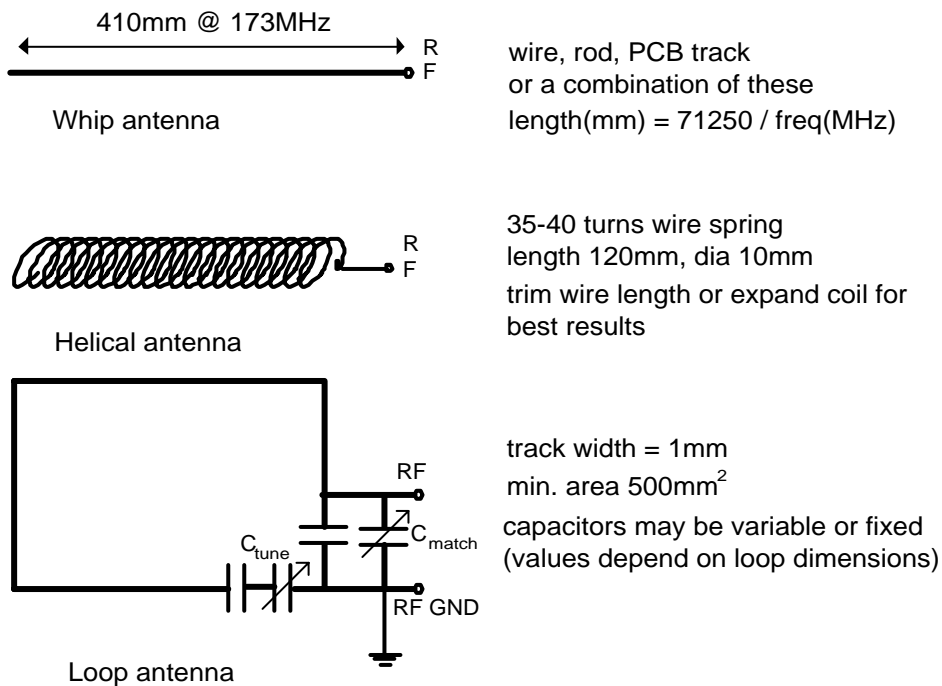 410mm @ 173MHz
R
F
wire, rod, PCB track
or a combination of these
Whip antenna
length(mm) = 71250 / freq(MHz)
35-40 turns wire spring
R
length 120mm, dia 10mm
F
trim wire length or expand coil for
best results
Helical antenna
track width = 1mm
RF
min. area 500mm²
capacitors may be variable or fixed
C_tune
C_match
(values depend on loop dimensions)
RF GND
Loop antenna